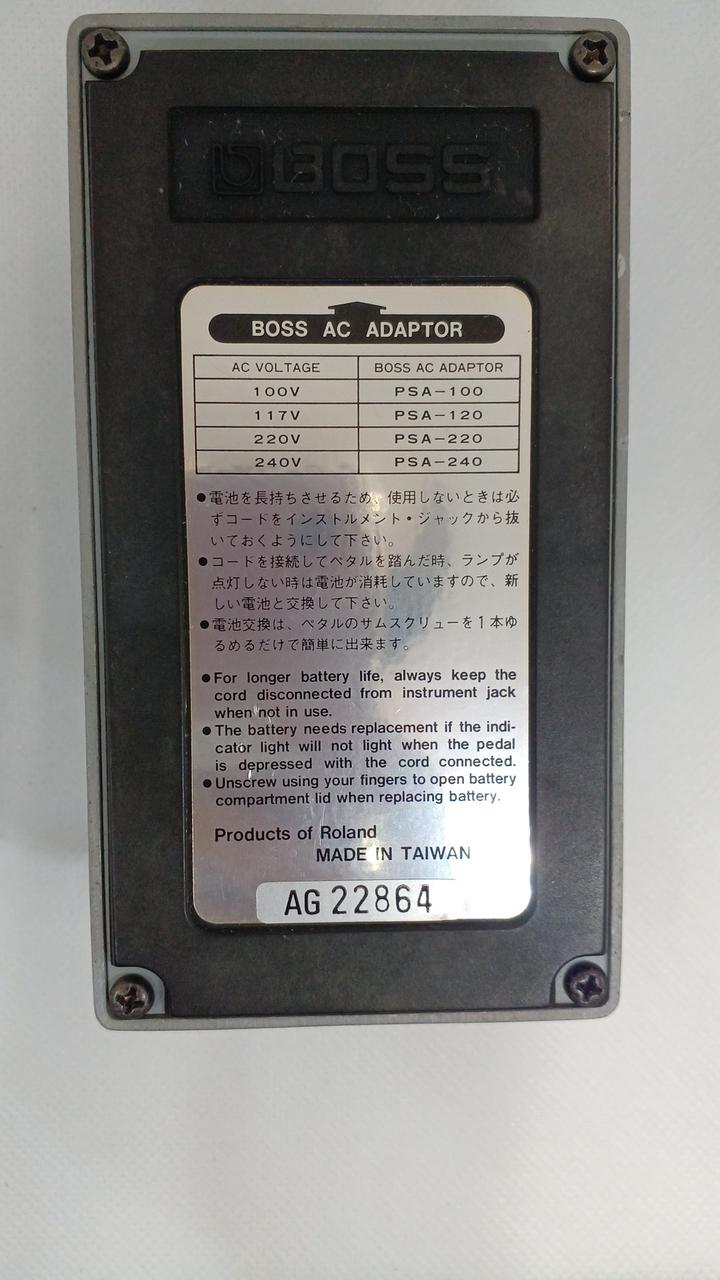 BOSS
BOSS AC ADAPTOR
AC VOLTAGE BOSS AC ADAPTOR
100V PSA-100
117V PSA-120
220V PSA-220
240V PSA-240
●電池を長持ちさせるため、使用しないときは必
ずコードをインストルメント・ジャックから抜
いておくようにして下さい。
●コードを接続してペタルを踏んだ時、ランプが
点灯しない時は電池が消耗していますので、新
しい電池と交換して下さい。
●電池交換は、ペタルのサムスクリューを1本ゆ
るめるだけで簡単に出来ます。
●For longer battery life, always keep the
cord disconnected from instrument jack
when not in use.
●The battery needs replacement if the indi-
cator light will not light when the pedal
is depressed with the cord connected.
●Unscrew using your fingers to open battery
compartment lid when replacing battery.
Products of Roland
MADE IN TAIWAN
AG 22864